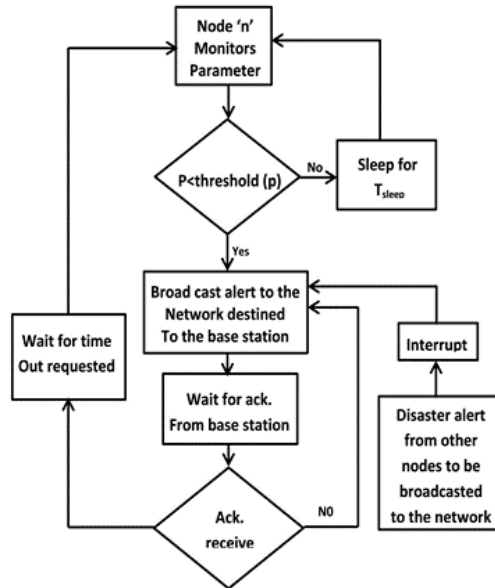 Node 'n'
Monitors
Parameter
P<threshold (p)
No
Sleep for
Tsleep
Yes
Broad cast alert to the
Network destined
To the base station
Wait for time
Out requested
Interrupt
Wait for ack.
From base station
Disaster alert
from other
nodes to be
broadcasted
to the network
Ack.
receive
N0